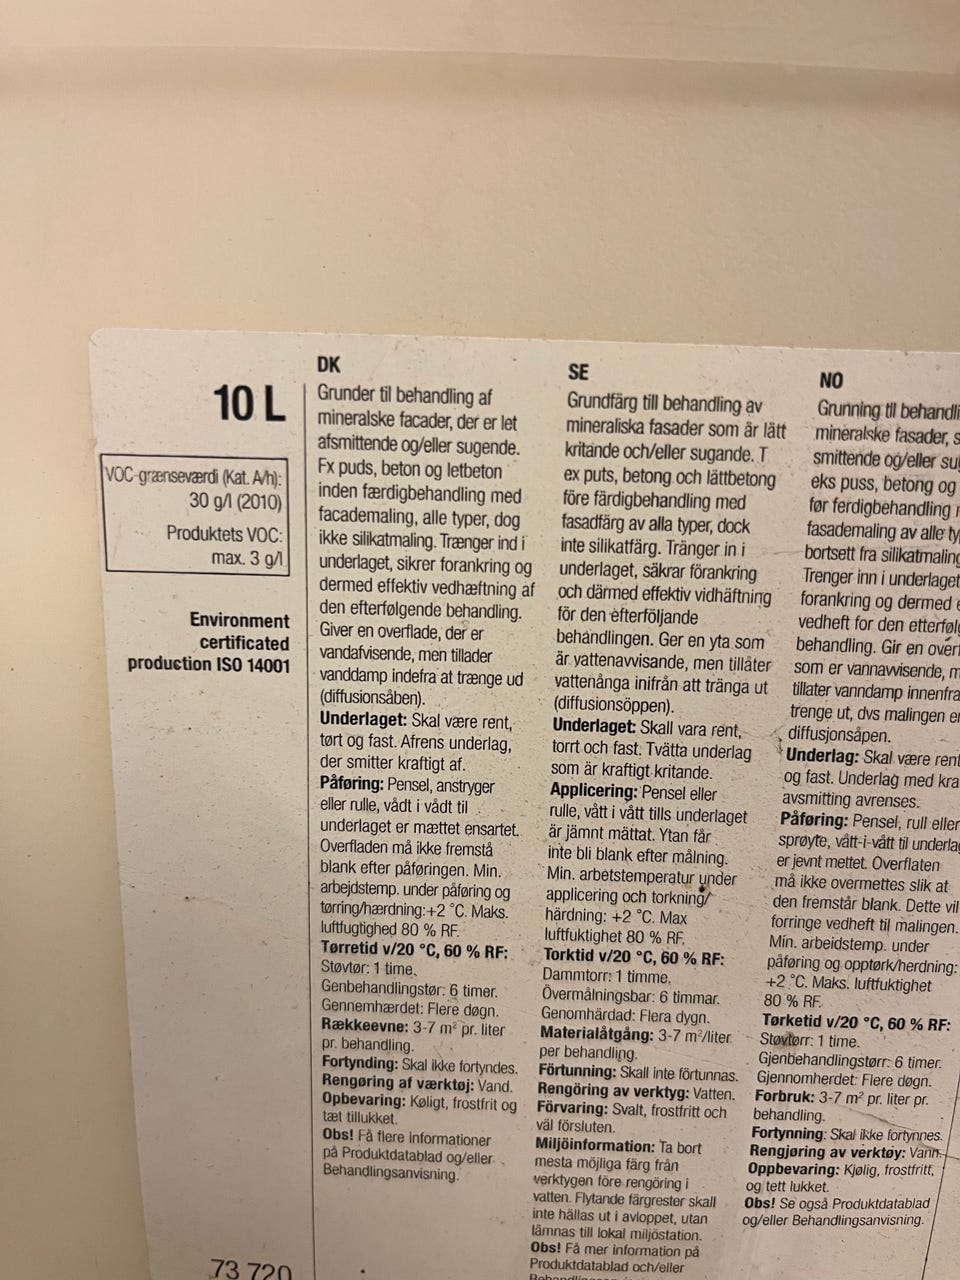 10 L
VOC-grænseværdi (Kat. A/h):
30 g/l (2010)
Produktets VOC:
max. 3 g/l
Environment
certificated
production ISO 14001
73 720
DK
Grunder til behandling af
mineralske facader, der er let
afsmittende og/eller sugende.
Fx puds, beton og letbeton
inden færdigbehandling med
facademaling, alle typer, dog
ikke silikatmaling. Trænger ind i
underlaget, sikrer forankring og
dermed effektiv vedhæftning af
den efterfølgende behandling.
Giver en overflade, der er
vandafvisende, men tillader
vanddamp indefra at trænge ud
(diffusionsåben).
Underlaget: Skal være rent,
tørt og fast. Afrens underlag,
der smitter kraftigt af.
Påføring: Pensel, anstryger
eller rulle, vådt i vådt til
underlaget er mættet ensartet.
Overfladen må ikke fremstå
blank efter påføringen. Min.
arbejdstemp. under påføring og
tørring/hærdning:+2 °C. Maks.
luftfugtighed 80 % RF.
Tørretid v/20 °C, 60 % RF:
Støvtør: 1 time.
Genbehandlingstør: 6 timer.
Gennemhærdet: Flere døgn.
Rækkeevne: 3-7 m² pr. liter
pr. behandling.
Fortynding: Skal ikke fortyndes.
Rengøring af værktøj: Vand.
Opbevaring: Køligt, frostfrit og
tæt tillukket.
Obs! Få flere informationer
på Produktdatablad og/eller
Behandlingsanvisning.
SE
Grundfärg till behandling av
mineraliska fasader som är lätt
kritande och/eller sugande. T
ex puts, betong och lättbetong
före färdigbehandling med
fasadfärg av alla typer, dock
inte silikatfärg. Tränger in i
underlaget, säkrar förankring
och därmed effektiv vidhäftning
för den efterföljande
behandlingen. Ger en yta som
är vattenavvisande, men tillåter
vattenånga inifrån att tränga ut
(diffusionsöppen).
Underlaget: Skall vara rent,
torrt och fast. Tvätta underlag
som är kraftigt kritande.
Applicering: Pensel eller
rulle, vått i vått tills underlaget
är jämnt mättat. Ytan får
inte bli blank efter målning.
Min. arbetstemperatur under
applicering och torkning/
härdning: +2 °C. Max
luftfuktighet 80 % RF.
Torktid v/20 °C, 60 % RF:
Dammtorr: 1 timme.
Övermålningsbar: 6 timmar.
Genomhärdad: Flera dygn.
Materialåtgång: 3-7 m²/liter
per behandling.
Förtunning: Skall inte förtunnas.
Rengöring av verktyg: Vatten.
Förvaring: Svalt, frostfritt och
väl försluten.
Miljöinformation: Ta bort
mesta möjliga färg från
verktygen före rengöring i
vatten. Flytande färgrester skall
inte hällas ut i avloppet, utan
lämnas till lokal miljöstation.
Obs! Få mer information på
Produktdatablad och/eller
NO
Grunning til behandli
mineralske fasader, s
smittende og/eller su
eks puss, betong og
før ferdigbehandling
fasademaling av alle ty
bortsett fra silikatmaling
Trenger inn i underlaget
forankring og dermed
vedheft for den etterføl
behandling. Gir en over
som er vannavvisende, m
tillater vanndamp innenfra
trenge ut, dvs malingen er
diffusjonsåpen.
Underlag: Skal være rent
og fast. Underlag med kra
avsmitting avrenses.
Påføring: Pensel, rull eller
sprøyte, vått-i-vått til underlag
er jevnt mettet. Overflaten
må ikke overmettes slik at
den fremstår blank. Dette vil
forringe vedheft til malingen.
Min. arbeidstemp. under
påføring og opptørk/herdning:
+2 °C. Maks. luftfuktighet
80 % RF.
Tørketid v/20 °C, 60 % RF:
Støvtørr: 1 time.
Gjenbehandlingstørr: 6 timer.
Gjennomherdet: Flere døgn.
Forbruk: 3-7 m² pr. liter pr.
behandling.
Fortynning: Skal ikke fortynnes.
Rengjøring av verktøy: Vann.
Oppbevaring: Kjølig, frostfritt,
og tett lukket.
Obs! Se også Produktdatablad
og/eller Behandlingsanvisning.